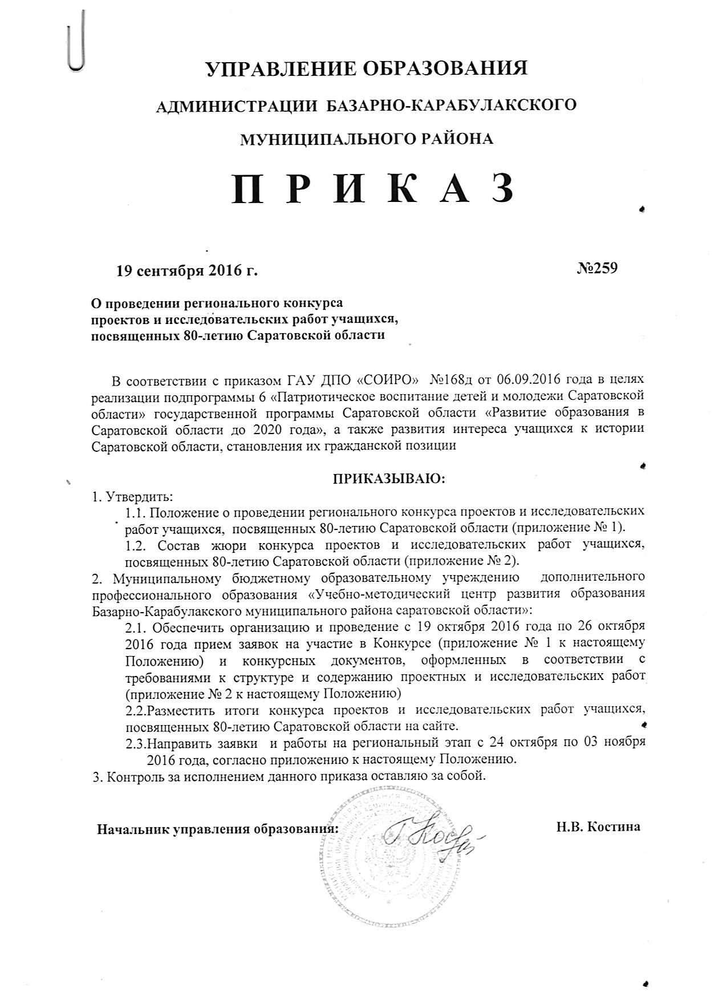 УПРАВЛЕНИЕ ОБРАЗОВАНИЯ
АДМИНИСТРАЦИИ БАЗАРНО-КАРАБУЛАКСКОГО
МУНИЦИПАЛЬНОГО РАЙОНА
П Р И К А З
19 сентября 2016 г. №259
О проведении регионального конкурса
проектов и исследовательских работ учащихся,
посвященных 80-летию Саратовской области
В соответствии с приказом ГАУ ДПО «СОИРО» №168д от 06.09.2016 года в целях
реализации подпрограммы 6 «Патриотическое воспитание детей и молодежи Саратовской
области» государственной программы Саратовской области «Развитие образования в
Саратовской области до 2020 года», а также развития интереса учащихся к истории
Саратовской области, становления их гражданской позиции
ПРИКАЗЫВАЮ:
1. Утвердить:
1.1. Положение о проведении регионального конкурса проектов и исследовательских
работ учащихся, посвященных 80-летию Саратовской области (приложение № 1).
1.2. Состав жюри конкурса проектов и исследовательских работ учащихся,
посвященных 80-летию Саратовской области (приложение № 2).
2. Муниципальному бюджетному образовательному учреждению дополнительного
профессионального образования «Учебно-методический центр развития образования
Базарно-Карабулакского муниципального района саратовской области»:
2.1. Обеспечить организацию и проведение с 19 октября 2016 года по 26 октября
2016 года прием заявок на участие в Конкурсе (приложение № 1 к настоящему
Положению) и конкурсных документов, оформленных в соответствии с
требованиями к структуре и содержанию проектных и исследовательских работ
(приложение № 2 к настоящему Положению)
2.2.Разместить итоги конкурса проектов и исследовательских работ учащихся,
посвященных 80-летию Саратовской области на сайте.
2.3.Направить заявки и работы на региональный этап с 24 октября по 03 ноября
2016 года, согласно приложению к настоящему Положению.
3. Контроль за исполнением данного приказа оставляю за собой.
Начальник управления образования: Н.В. Костина